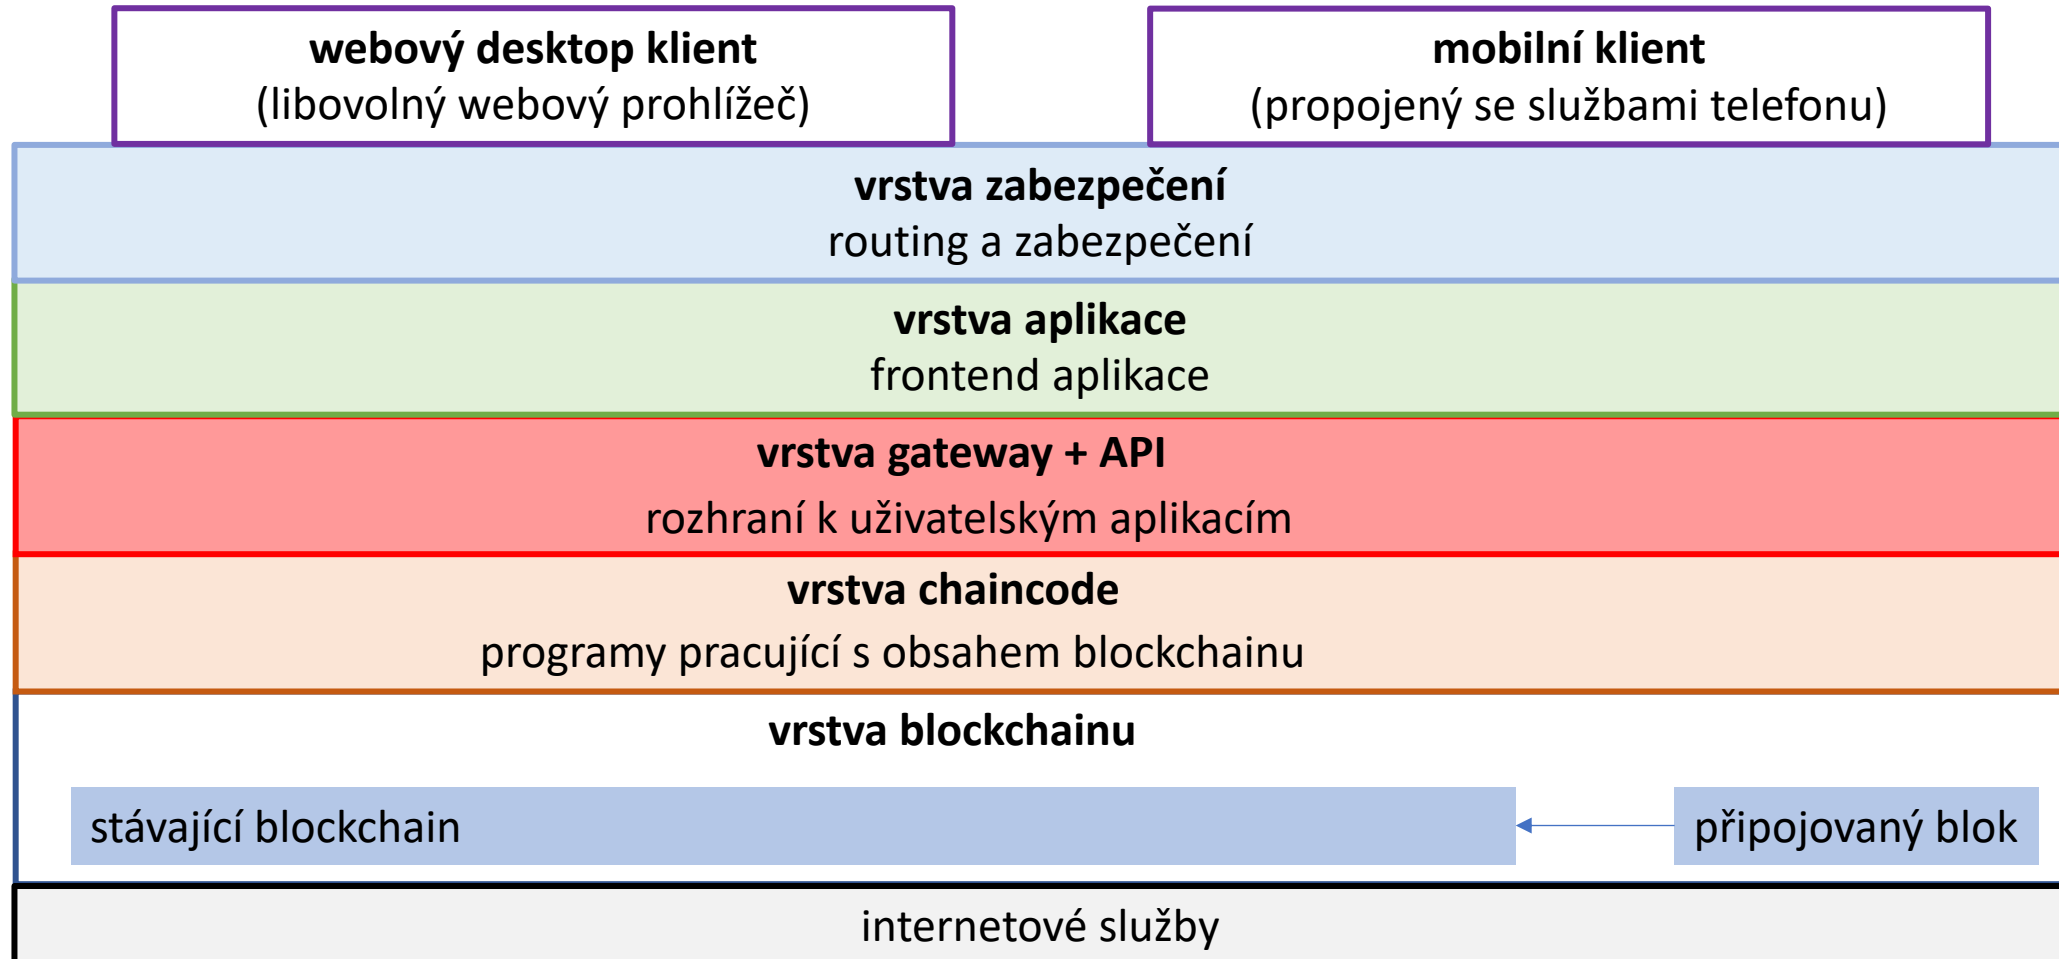 webový desktop klient
(libovolný webový prohlížeč)
mobilní klient
(propojený se službami telefonu)
vrstva zabezpečení
routing a zabezpečení
vrstva aplikace
frontend aplikace
vrstva gateway + API
rozhraní k uživatelským aplikacím
vrstva chaincode
programy pracující s obsahem blockchainu
vrstva blockchainu
stávající blockchain
připojovaný blok
internetové služby